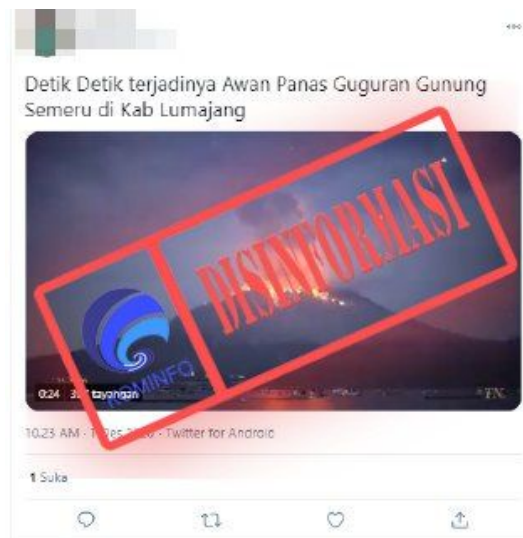 Detik Detik terjadinya Awan Panas Guguran Gunung
Semeru di Kab Lumajang
DISINFORMASI
KOMINFO
0:24 tayangan
10.23 AM · Des · Twitter for Android
1 Suka